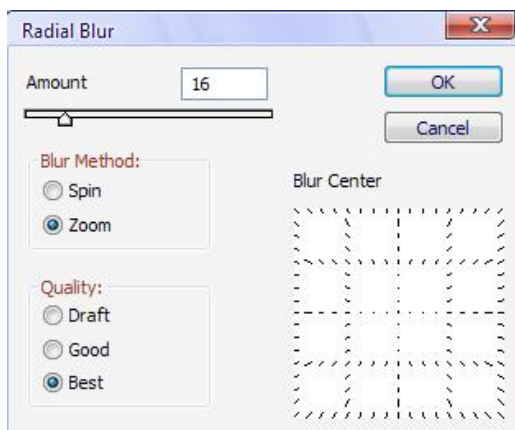 Radial Blur
Amount 16
OK
Cancel
Blur Method:
Spin
Zoom
Blur Center
Quality:
Draft
Good
Best